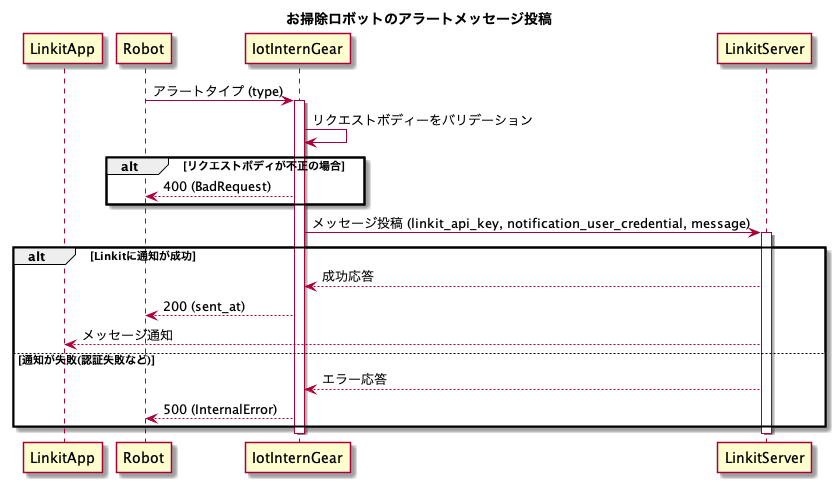 お掃除ロボットのアラートメッセージ投稿
LinkitApp Robot IotInternGear LinkitServer
アラートタイプ (type)
リクエストボディーをバリデーション
alt [リクエストボディが不正の場合]
400 (BadRequest)
メッセージ投稿 (linkit_api_key, notification_user_credential, message)
alt [Linkitに通知が成功]
成功応答
200 (sent_at)
メッセージ通知
[通知が失敗(認証失敗など)]
エラー応答
500 (InternalError)
LinkitApp Robot IotInternGear LinkitServer